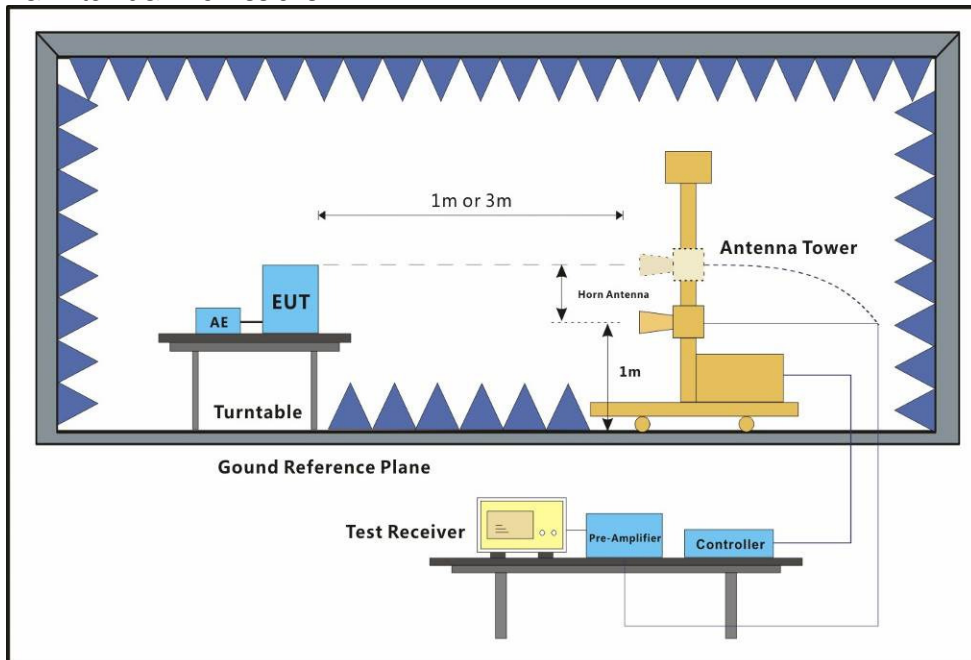 1m or 3m
Antenna Tower
Horn Antenna
EUT
AE
1m
Turntable
Gound Reference Plane
Test Receiver
Pre-Amplifier
Controller